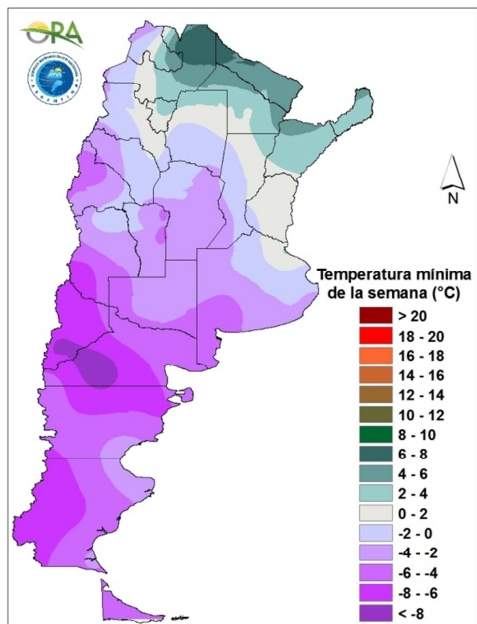 ORA
N
Temperatura mínima
de la semana (°C)
> 20
18 - 20
16 - 18
14 - 16
12 - 14
10 - 12
8 - 10
6 - 8
4 - 6
2 - 4
0 - 2
-2 - 0
-4 - -2
-6 - -4
-8 - -6
< -8